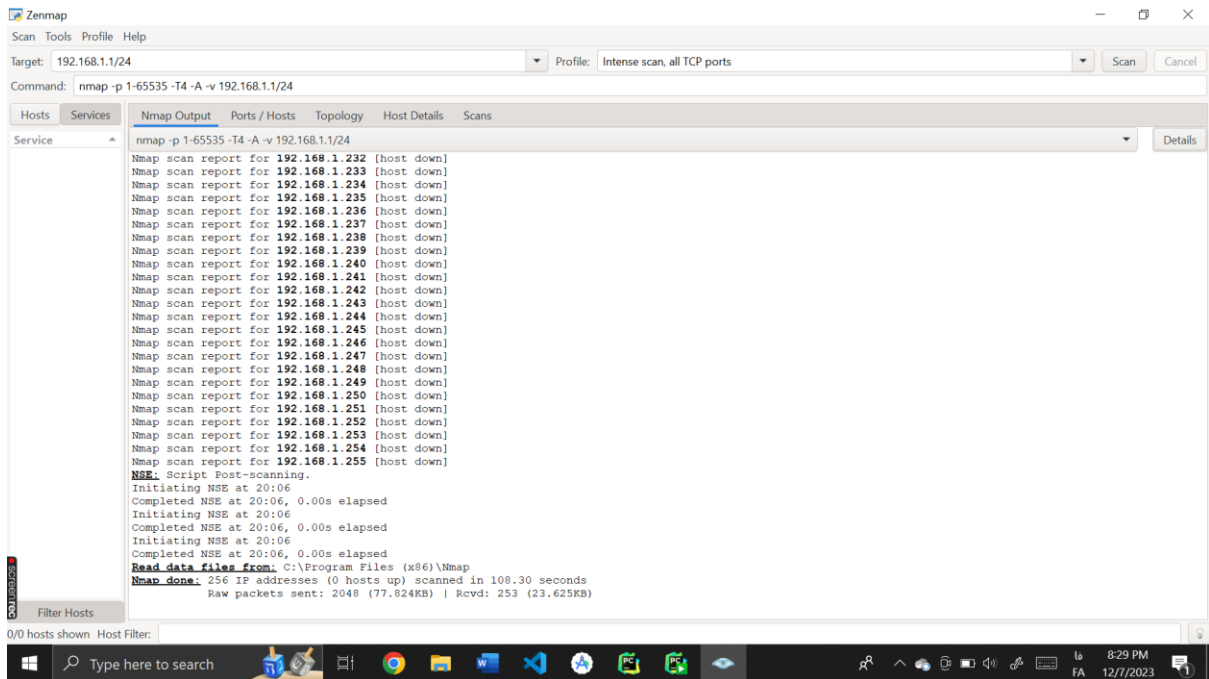 Zenmap
Scan Tools Profile Help
Target: 192.168.1.1/24 Profile: Intense scan, all TCP ports Scan Cancel
Command: nmap -p 1-65535 -T4 -A -v 192.168.1.1/24
Hosts Services Nmap Output Ports / Hosts Topology Host Details Scans
Service nmap -p 1-65535 -T4 -A -v 192.168.1.1/24 Details
Nmap scan report for 192.168.1.232 [host down]
Nmap scan report for 192.168.1.233 [host down]
Nmap scan report for 192.168.1.234 [host down]
Nmap scan report for 192.168.1.235 [host down]
Nmap scan report for 192.168.1.236 [host down]
Nmap scan report for 192.168.1.237 [host down]
Nmap scan report for 192.168.1.238 [host down]
Nmap scan report for 192.168.1.239 [host down]
Nmap scan report for 192.168.1.240 [host down]
Nmap scan report for 192.168.1.241 [host down]
Nmap scan report for 192.168.1.242 [host down]
Nmap scan report for 192.168.1.243 [host down]
Nmap scan report for 192.168.1.244 [host down]
Nmap scan report for 192.168.1.245 [host down]
Nmap scan report for 192.168.1.246 [host down]
Nmap scan report for 192.168.1.247 [host down]
Nmap scan report for 192.168.1.248 [host down]
Nmap scan report for 192.168.1.249 [host down]
Nmap scan report for 192.168.1.250 [host down]
Nmap scan report for 192.168.1.251 [host down]
Nmap scan report for 192.168.1.252 [host down]
Nmap scan report for 192.168.1.253 [host down]
Nmap scan report for 192.168.1.254 [host down]
Nmap scan report for 192.168.1.255 [host down]
NSE: Script Post-scanning.
Initiating NSE at 20:06
Completed NSE at 20:06, 0.00s elapsed
Initiating NSE at 20:06
Completed NSE at 20:06, 0.00s elapsed
Initiating NSE at 20:06
Completed NSE at 20:06, 0.00s elapsed
Read data files from: C:\Program Files (x86)\Nmap
Nmap done: 256 IP addresses (0 hosts up) scanned in 108.30 seconds
Raw packets sent: 2048 (77.824KB) | Rcvd: 253 (23.625KB)
screenrec
Filter Hosts
0/0 hosts shown Host Filter:
Type here to search
PC PC
فا
FA
8:29 PM
12/7/2023
1